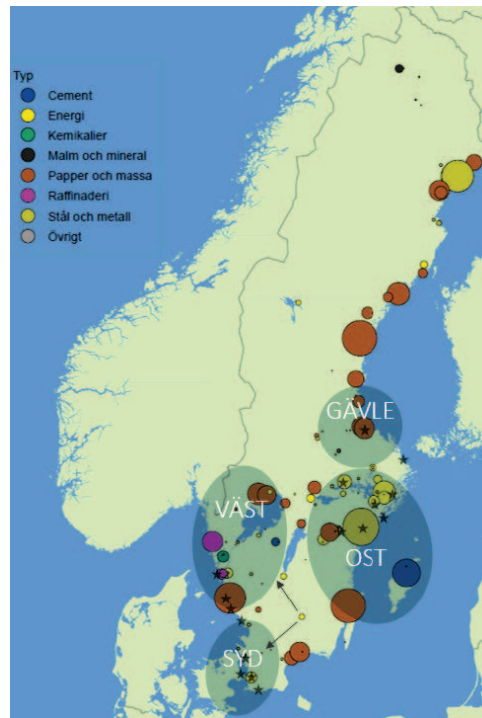 Typ
Cement
Energi
Kemikalier
Malm och mineral
Papper och massa
Raffinaderi
Stål och metall
Övrigt
GÄVLE
VÄST
OST
SYD